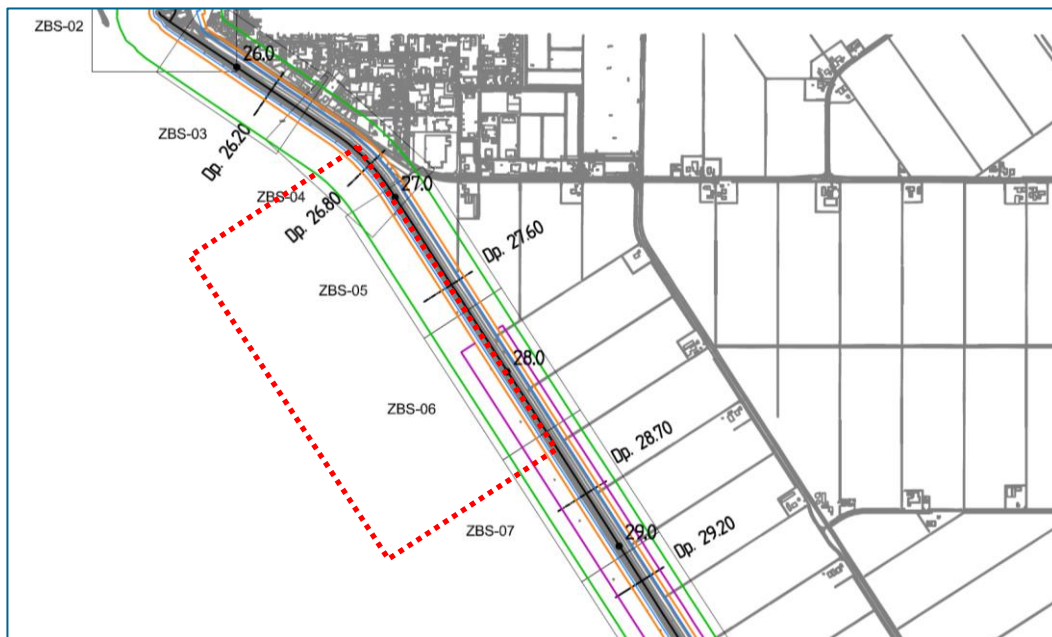 ZBS-02
26.0
Dp. 26.20
ZBS-03
ZBS-04
27.0
Dp. 26.80
Dp. 27.60
ZBS-05
28.0
ZBS-06
Dp. 28.70
ZBS-07
29.0
Dp. 29.20